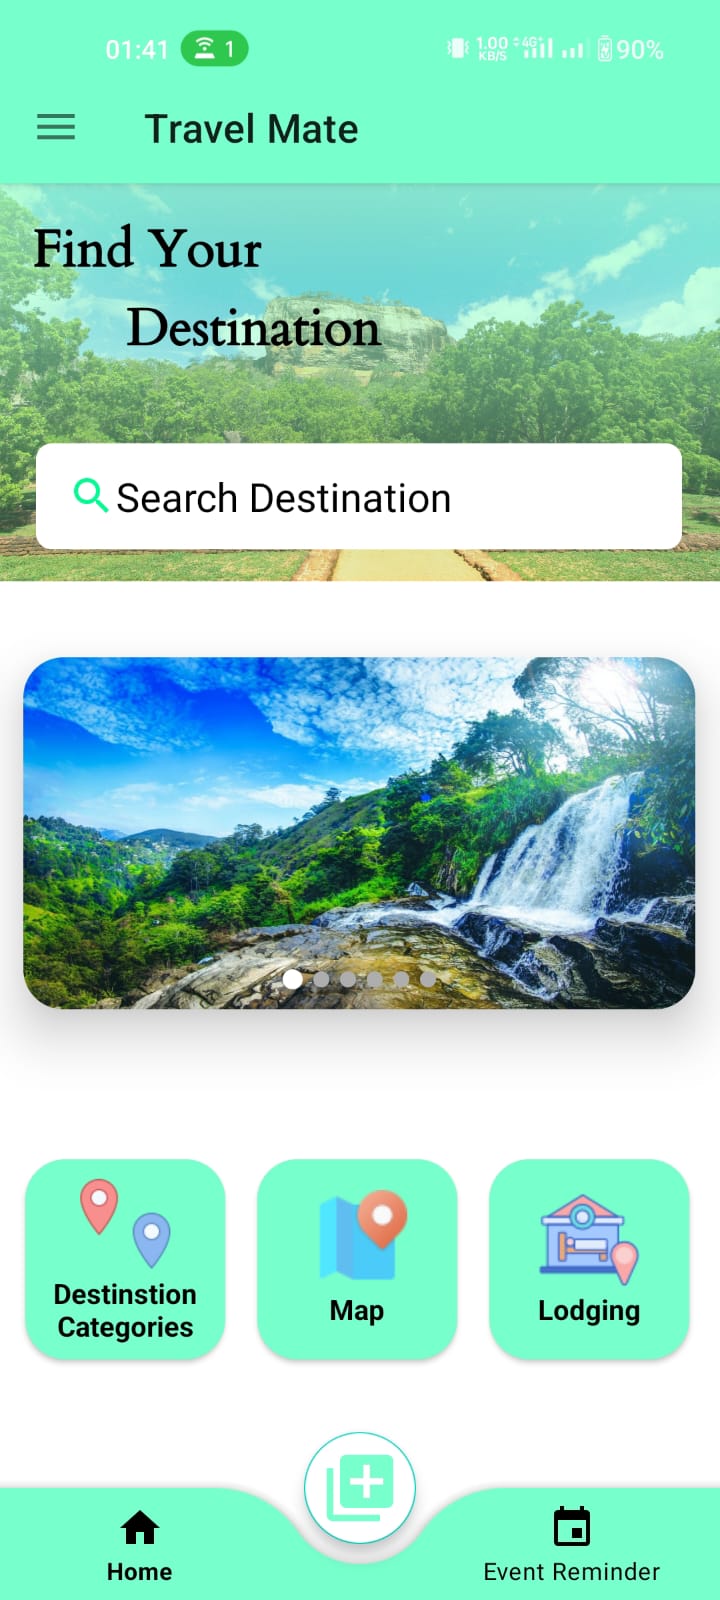 01:41 1 1.00 KB/S 4G+ 90%
Travel Mate
Find Your
Destination
Search Destination
Destinstion
Categories
Map
Lodging
Home
Event Reminder